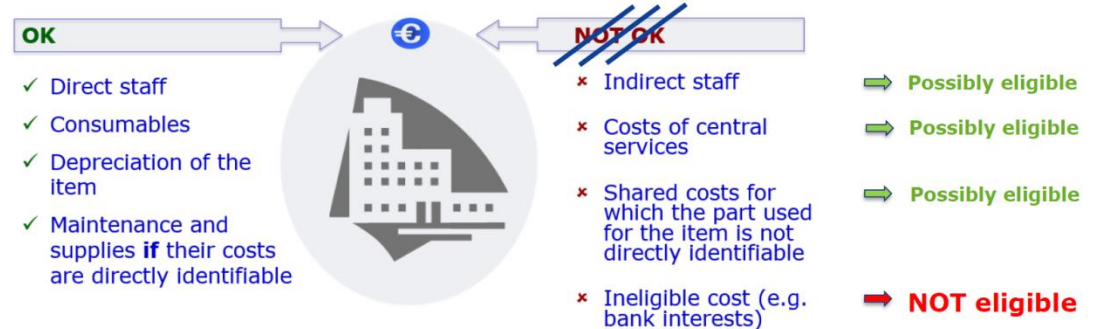 OK
✓ Direct staff
✓ Consumables
✓ Depreciation of the
item
✓ Maintenance and
supplies if their costs
are directly identifiable
€
NOT OK
× Indirect staff
Possibly eligible
× Costs of central
services
Possibly eligible
× Shared costs for
which the part used
for the item is not
directly identifiable
Possibly eligible
× Ineligible cost (e.g.
bank interests)
NOT eligible